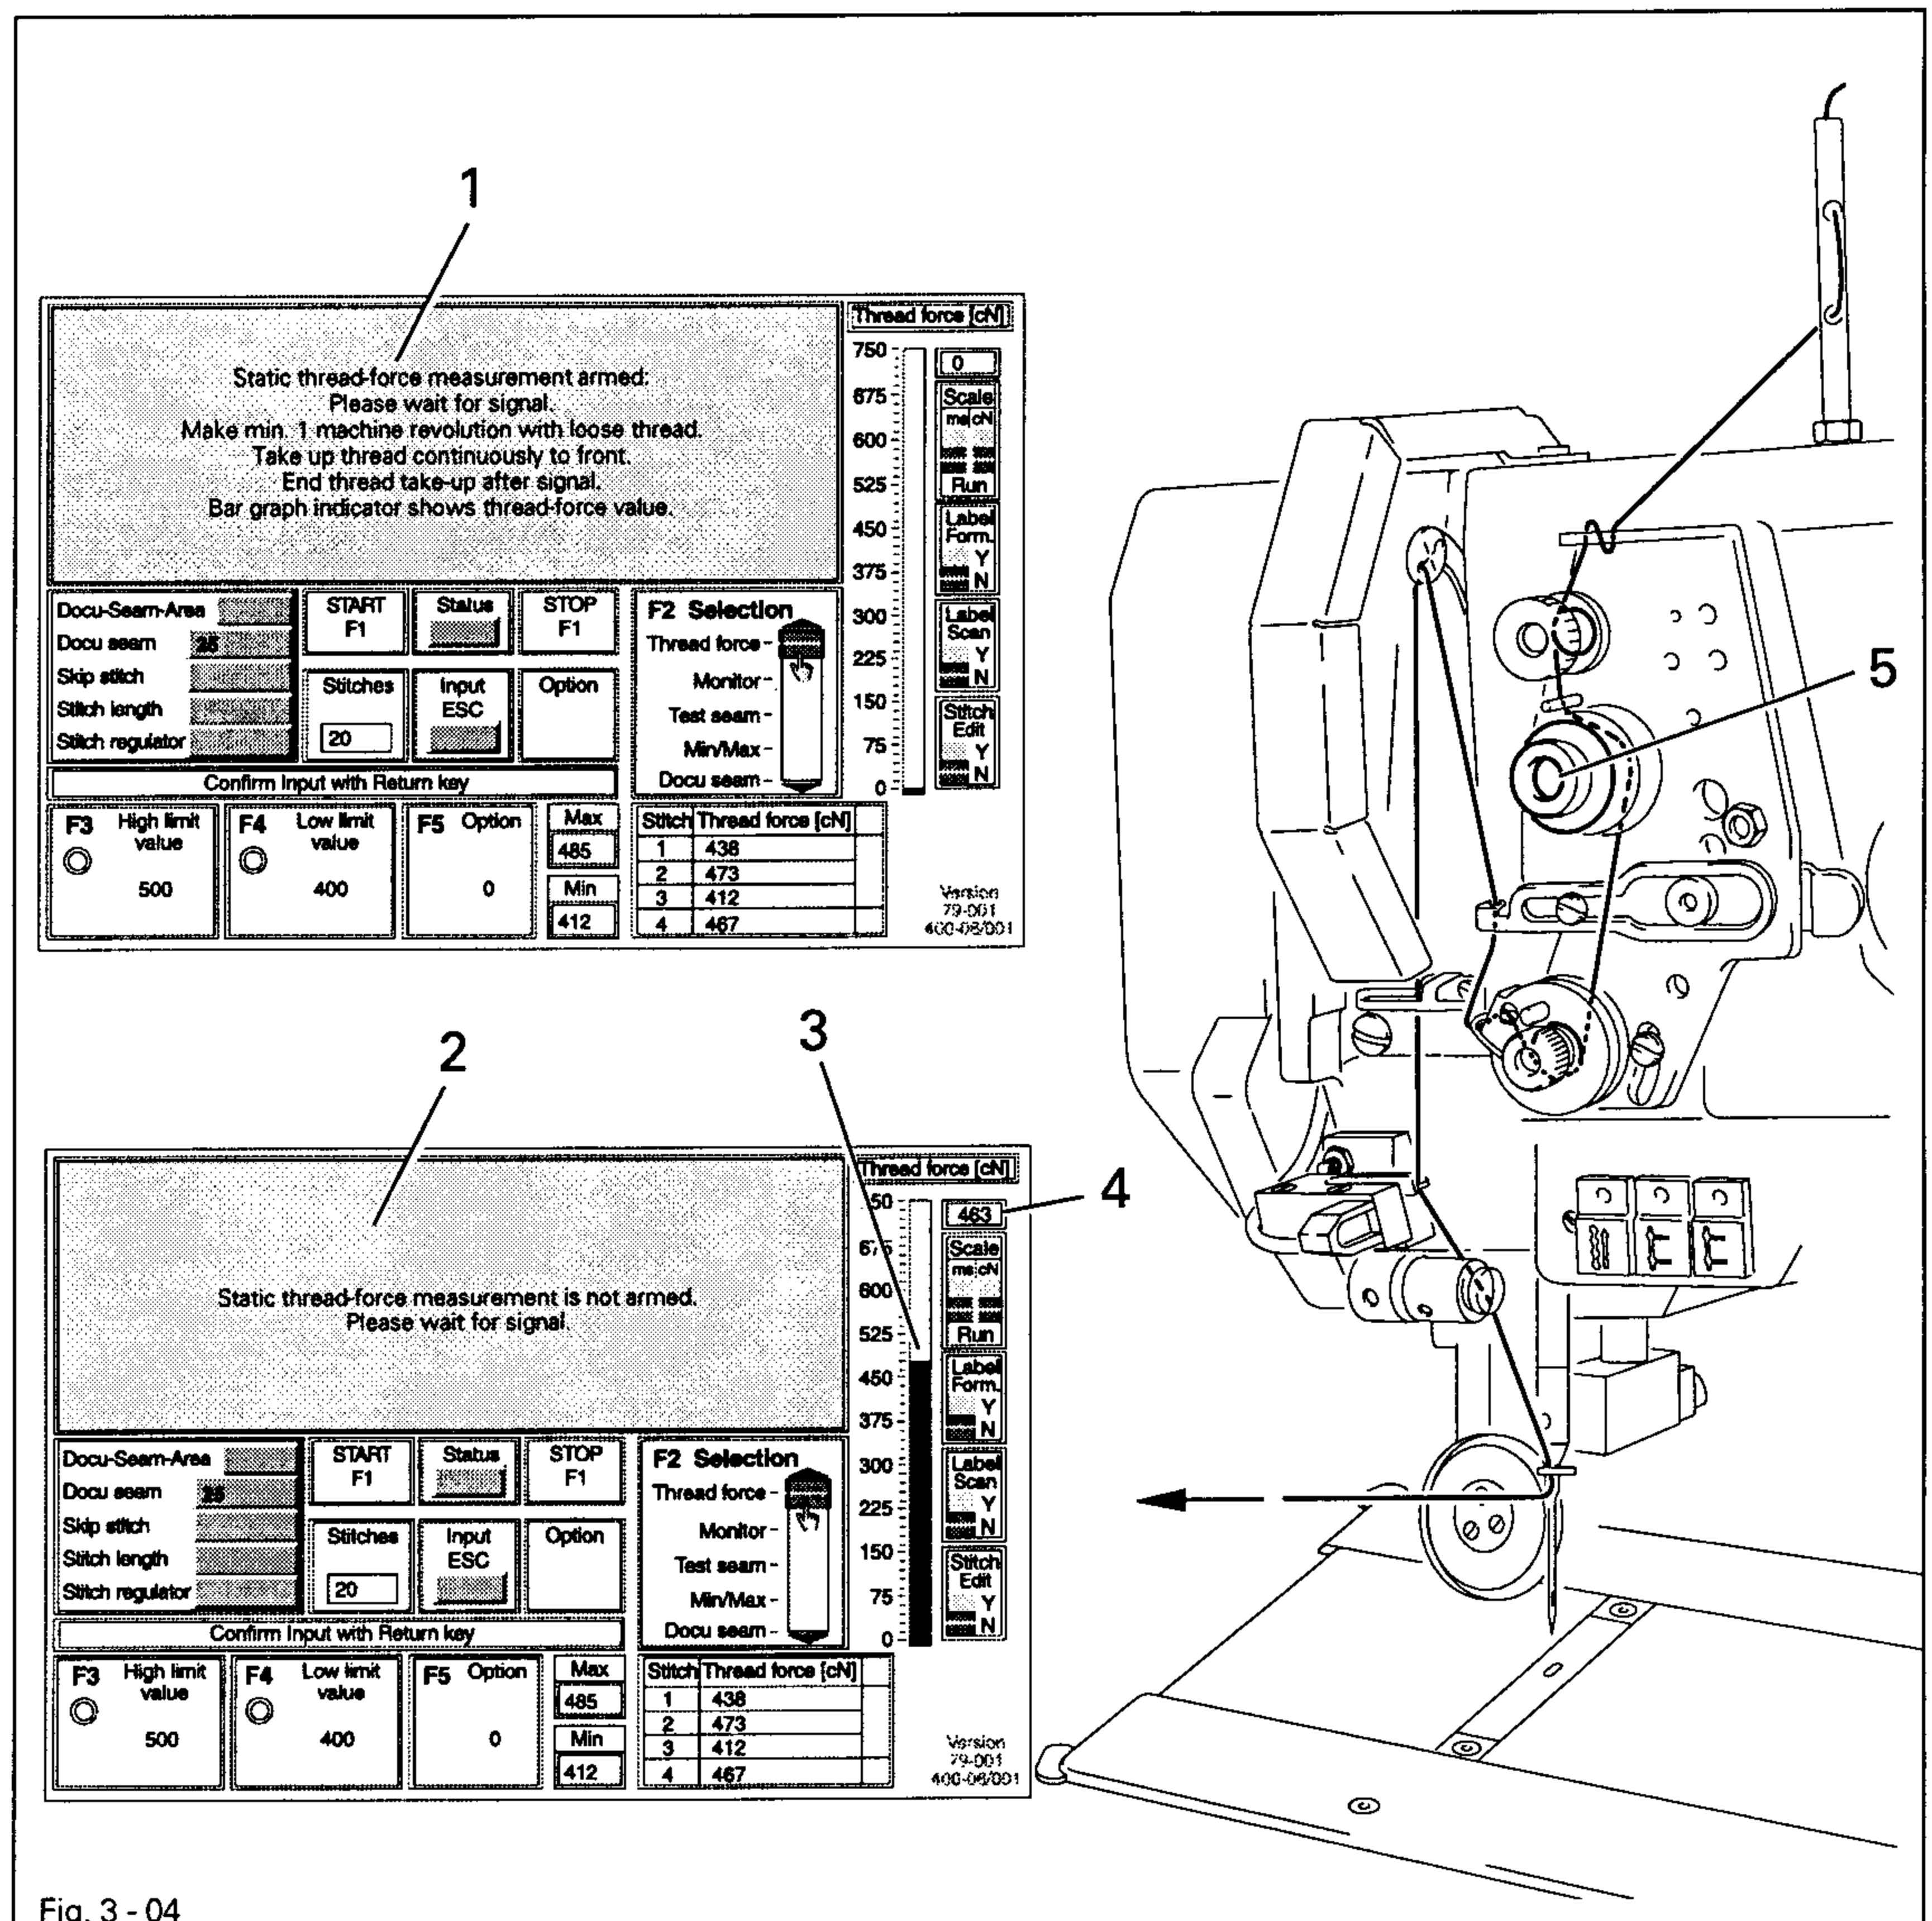 1
Static thread-force measurement armed:
Please wait for signal.
Make min. 1 machine revolution with loose thread.
Take up thread continuously to front.
End thread take-up after signal.
Bar graph indicator shows thread-force value.
Thread force [cN]
750
675
600
525
450
375
300
225
150
75
0
0
Scale
ms cN
Run
Label
Form.
Y
N
Label
Scan
Y
N
Stitch
Edit
Y
N
Docu-Seam-Area
Docu seam 25
Skip stitch
Stitch length
Stitch regulator
START
F1
Status
STOP
F1
Stitches
20
Input
ESC
Option
F2 Selection
Thread force -
Monitor -
Test seam -
Min/Max -
Docu seam -
Confirm Input with Return key
F3 High limit
value
500
F4 Low limit
value
400
F5 Option
0
Max
485
Min
412
Stitch Thread force [cN]
1 438
2 473
3 412
4 467
Version
79-001
400-06/001
2
3
4
5
Static thread-force measurement is not armed.
Please wait for signal.
Thread force [cN]
50
675
600
525
450
375
300
225
150
75
0
463
Scale
ms cN
Run
Label
Form.
Y
N
Label
Scan
Y
N
Stitch
Edit
Y
N
Docu-Seam-Area
Docu seam 25
Skip stitch
Stitch length
Stitch regulator
START
F1
Status
STOP
F1
Stitches
20
Input
ESC
Option
F2 Selection
Thread force -
Monitor -
Test seam -
Min/Max -
Docu seam -
Confirm Input with Return key
F3 High limit
value
500
F4 Low limit
value
400
F5 Option
0
Max
485
Min
412
Stitch Thread force [cN]
1 438
2 473
3 412
4 467
Version
79-001
400-06/001
Fig. 3 - 04